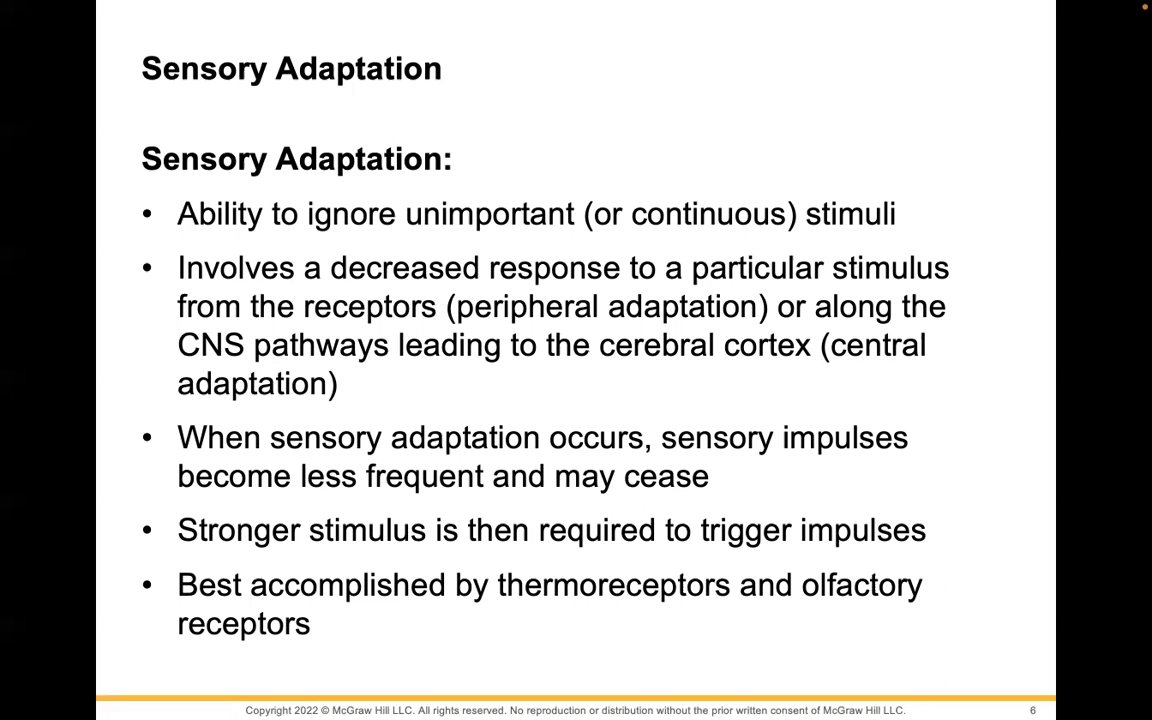 Sensory Adaptation
Sensory Adaptation:
• Ability to ignore unimportant (or continuous) stimuli
• Involves a decreased response to a particular stimulus
from the receptors (peripheral adaptation) or along the
CNS pathways leading to the cerebral cortex (central
adaptation)
• When sensory adaptation occurs, sensory impulses
become less frequent and may cease
• Stronger stimulus is then required to trigger impulses
• Best accomplished by thermoreceptors and olfactory
receptors
Copyright 2022 © McGraw Hill LLC. All rights reserved. No reproduction or distribution without the prior written consent of McGraw Hill LLC.
6